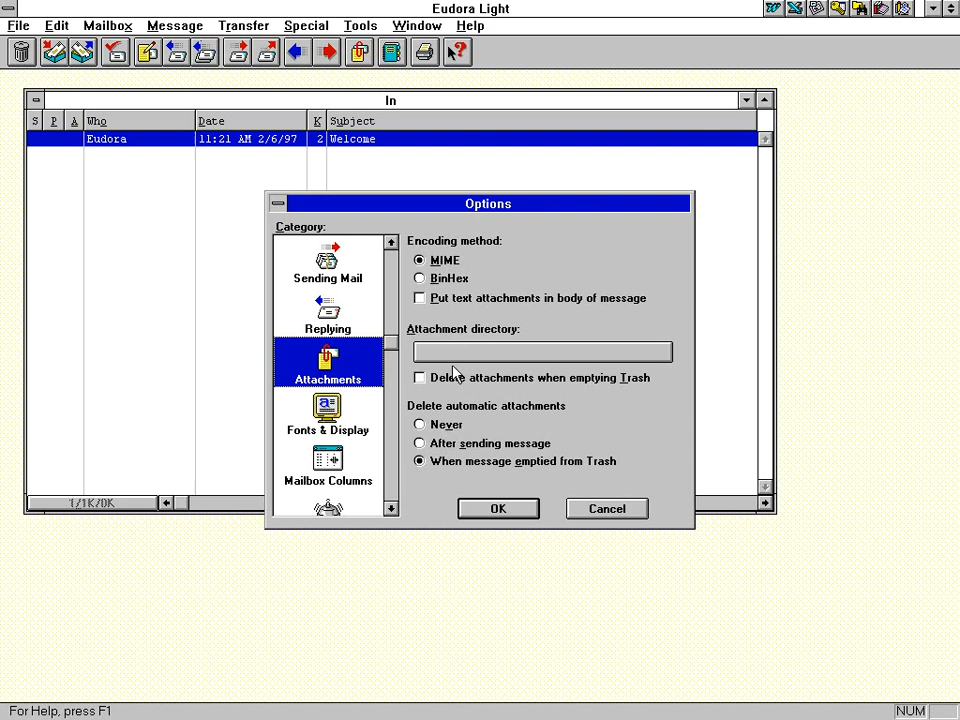 Eudora Light
File Edit Mailbox Message Transfer Special Tools Window Help
In
S P A Who Date K Subject
Eudora 11:21 AM 2/6/97 2 Welcome
Options
Category:
Sending Mail
Replying
Attachments
Fonts & Display
Mailbox Columns
Encoding method:
MIME
BinHex
Put text attachments in body of message
Attachment directory:
Delete attachments when emptying Trash
Delete automatic attachments
Never
After sending message
When message emptied from Trash
OK Cancel
1/1K/0K
For Help, press F1
NUM